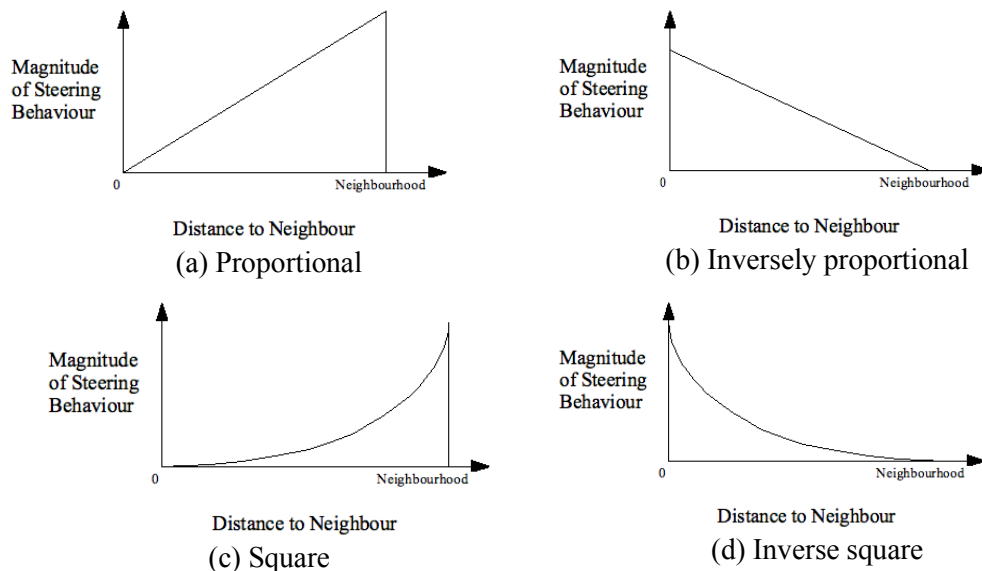 Magnitude
of Steering
Behaviour
0
Neighbourhood
Distance to Neighbour
(a) Proportional
Magnitude
of Steering
Behaviour
0
Neighbourhood
Distance to Neighbour
(b) Inversely proportional
Magnitude
of Steering
Behaviour
0
Neighbourhood
Distance to Neighbour
(c) Square
Magnitude
of Steering
Behaviour
0
Neighbourhood
Distance to Neighbour
(d) Inverse square